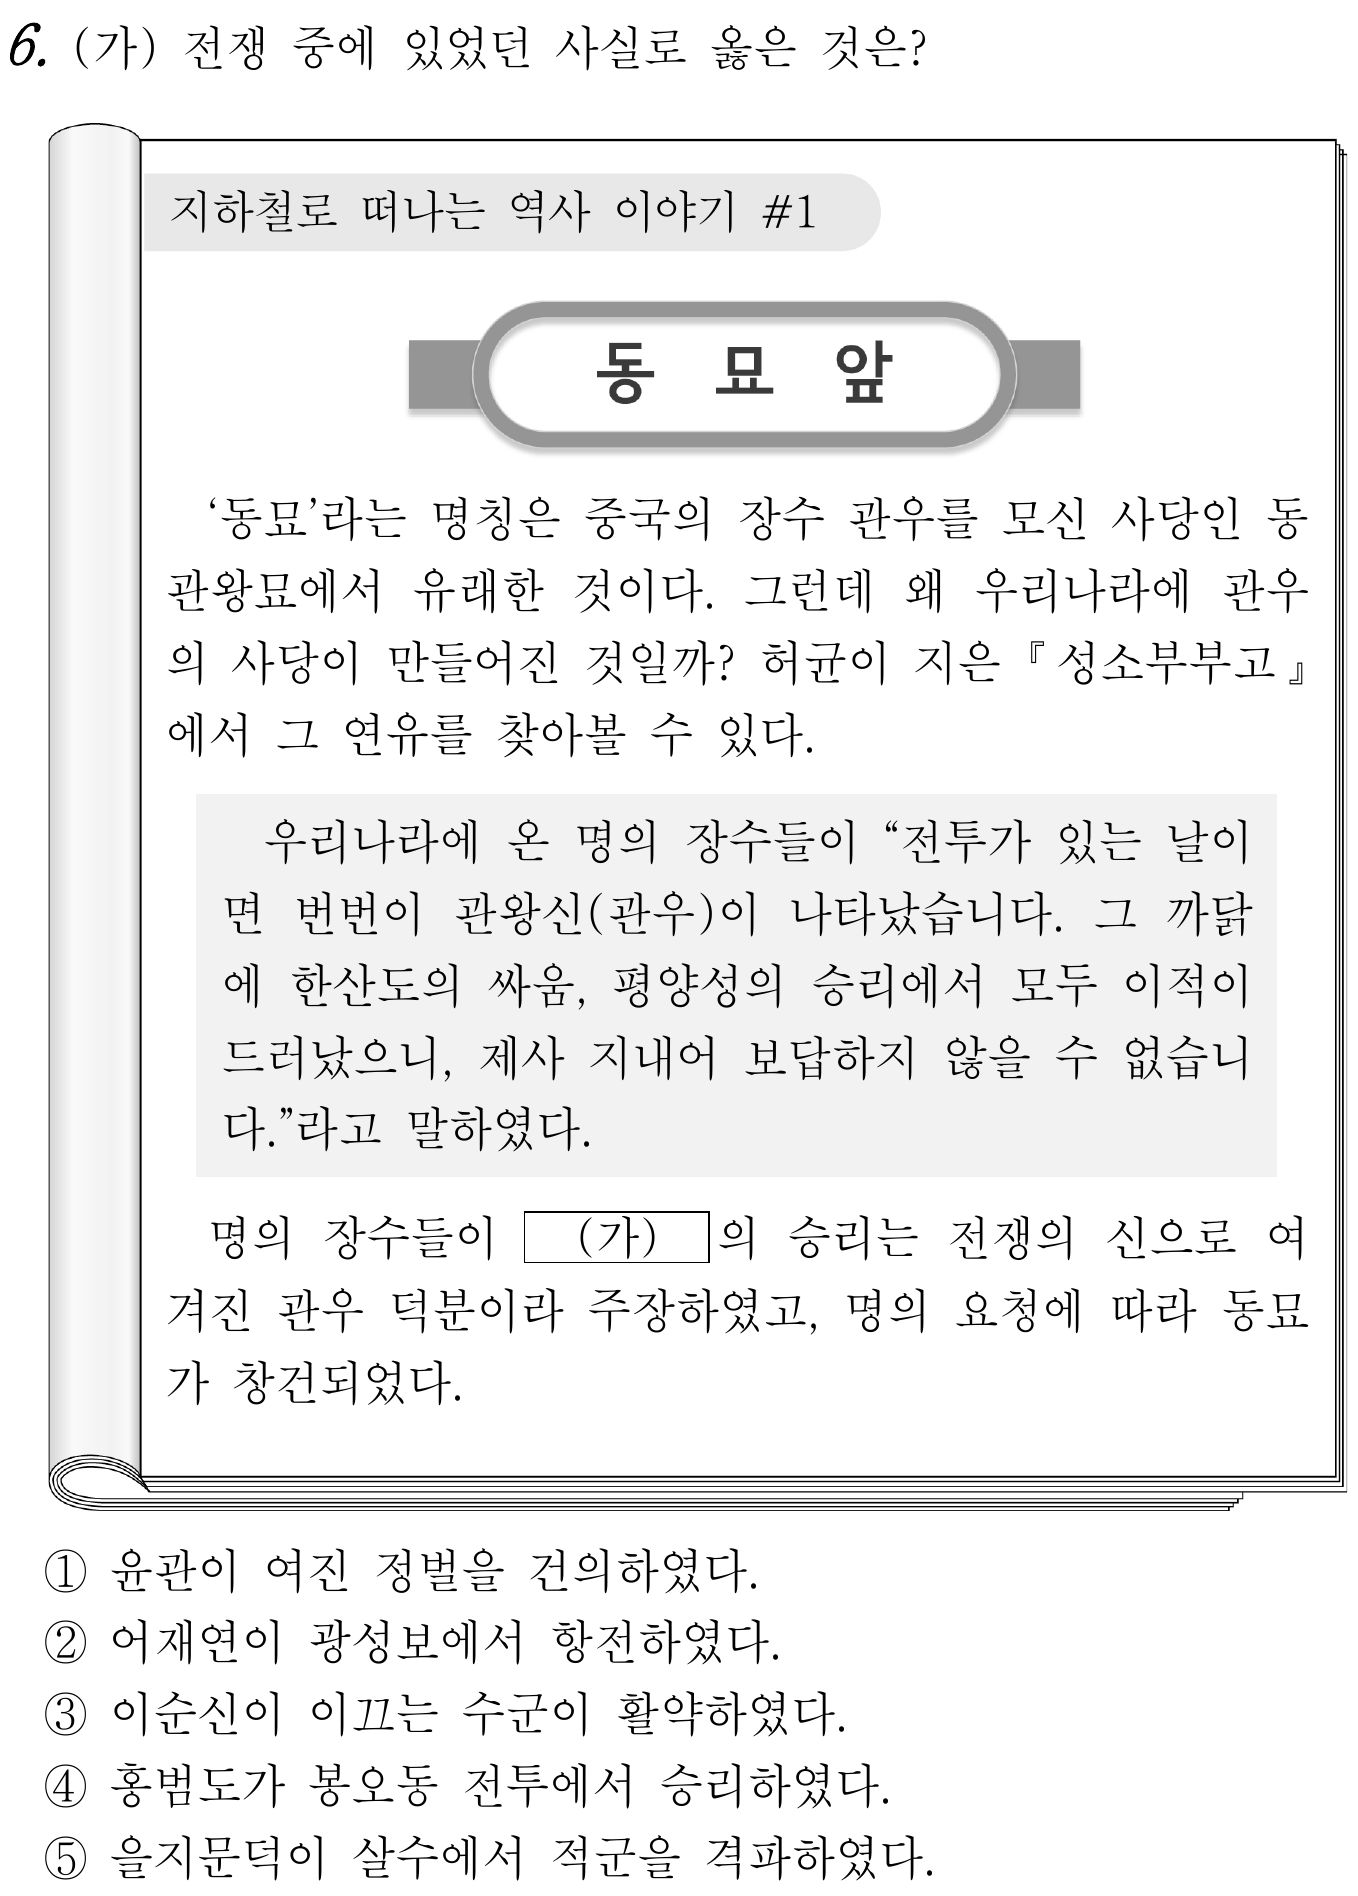 6. (가) 전쟁 중에 있었던 사실로 옳은 것은?
지하철로 떠나는 역사 이야기 #1
동 묘 앞
‘동묘’라는 명칭은 중국의 장수 관우를 모신 사당인 동
관왕묘에서 유래한 것이다. 그런데 왜 우리나라에 관우
의 사당이 만들어진 것일까? 허균이 지은 『성소부부고』
에서 그 연유를 찾아볼 수 있다.
우리나라에 온 명의 장수들이 “전투가 있는 날이
면 번번이 관왕신(관우)이 나타났습니다. 그 까닭
에 한산도의 싸움, 평양성의 승리에서 모두 이적이
드러났으니, 제사 지내어 보답하지 않을 수 없습니
다.”라고 말하였다.
명의 장수들이 (가) 의 승리는 전쟁의 신으로 여
겨진 관우 덕분이라 주장하였고, 명의 요청에 따라 동묘
가 창건되었다.
① 윤관이 여진 정벌을 건의하였다.
② 어재연이 광성보에서 항전하였다.
③ 이순신이 이끄는 수군이 활약하였다.
④ 홍범도가 봉오동 전투에서 승리하였다.
⑤ 을지문덕이 살수에서 적군을 격파하였다.